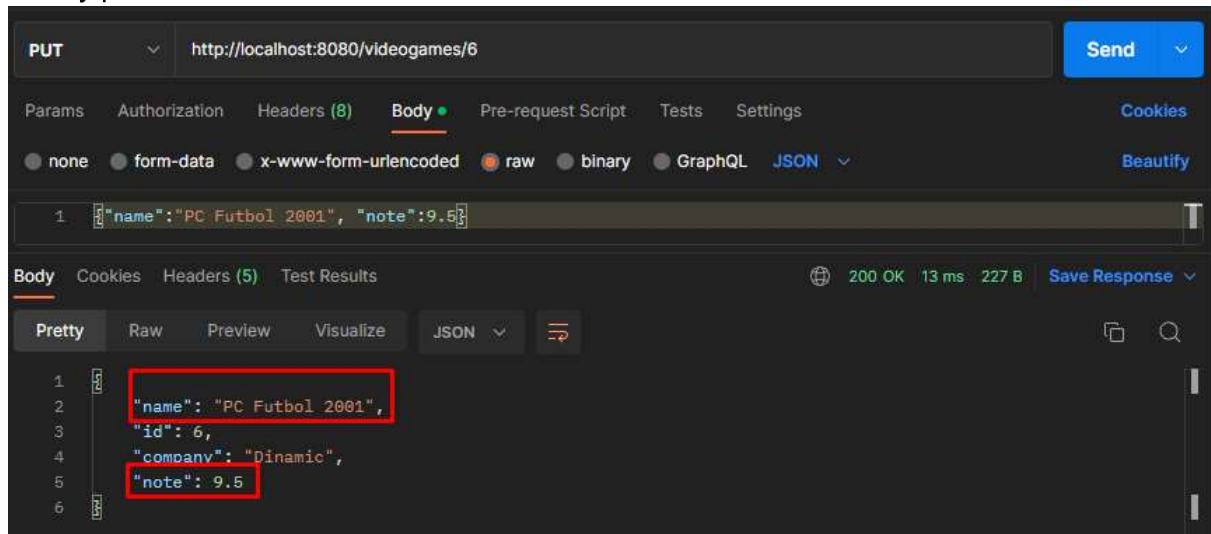 PUT http://localhost:8080/videogames/6 Send
Params Authorization Headers (8) Body Pre-request Script Tests Settings Cookies
none form-data x-www-form-urlencoded raw binary GraphQL JSON Beautify
1 {"name":"PC Futbol 2001", "note":9.5}
Body Cookies Headers (5) Test Results 200 OK 13 ms 227 B Save Response
Pretty Raw Preview Visualize JSON
1 {
2 "name": "PC Futbol 2001",
3 "id": 6,
4 "company": "Dinamic",
5 "note": 9.5
6 }